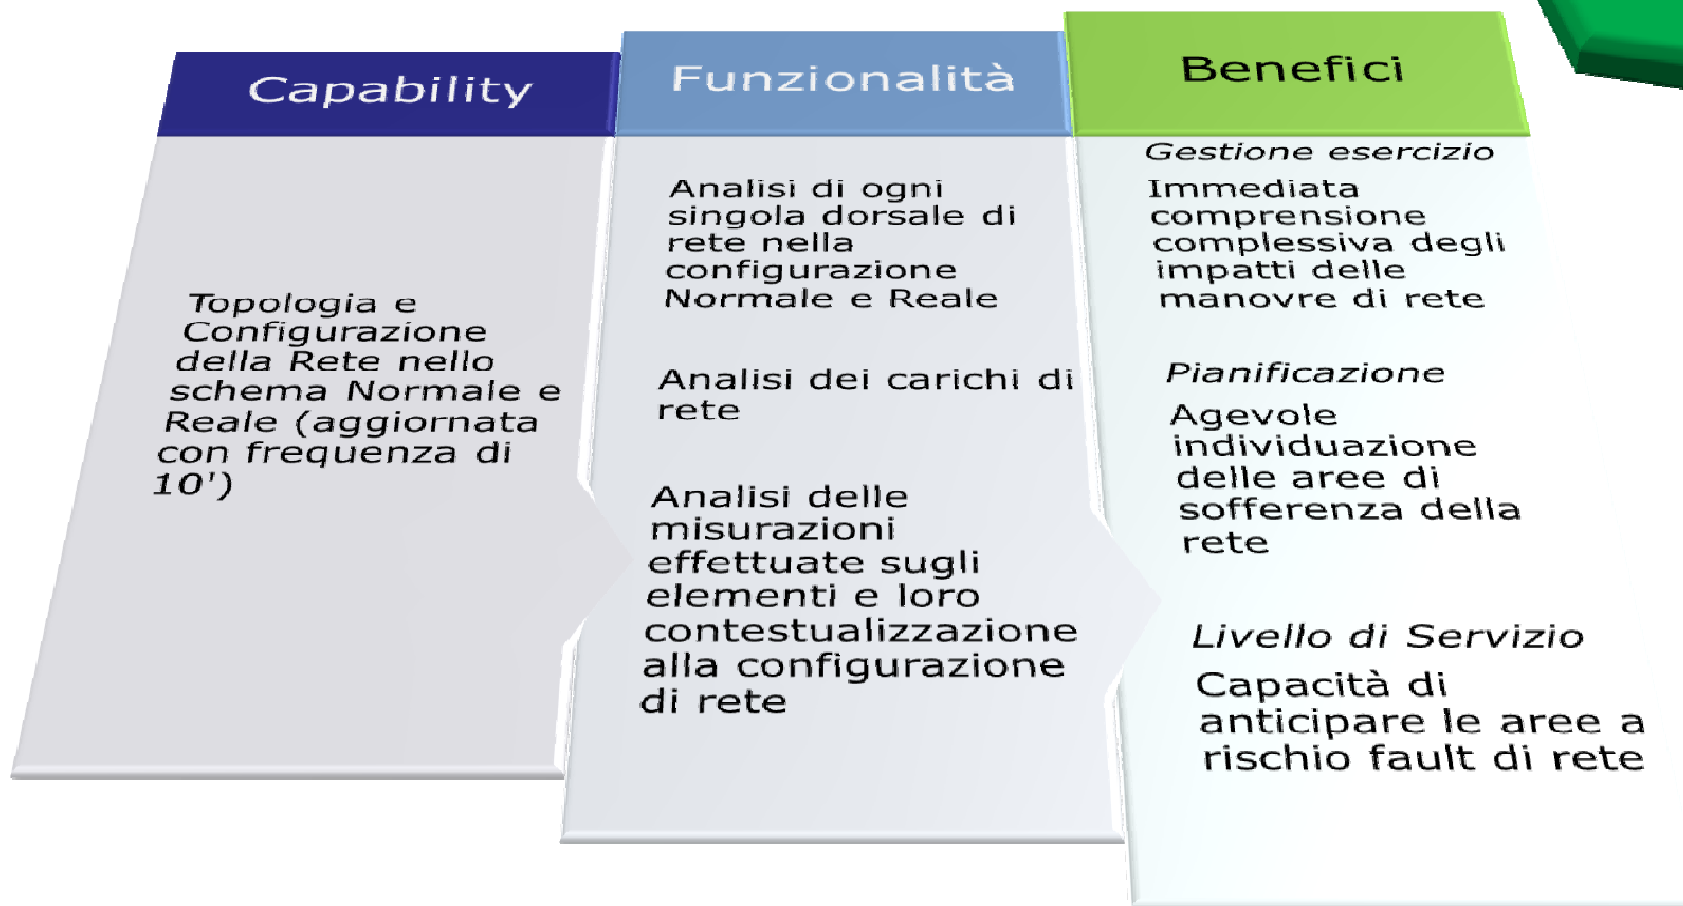 Capability
Topologia e
Configurazione
della Rete nello
schema Normale e
Reale (aggiornata
con frequenza di
10')
Funzionalità
Analisi di ogni
singola dorsale di
rete nella
configurazione
Normale e Reale
Analisi dei carichi di
rete
Analisi delle
misurazioni
effettuate sugli
elementi e loro
contestualizzazione
alla configurazione
di rete
Benefici
Gestione esercizio
Immediata
comprensione
complessiva degli
impatti delle
manovre di rete
Pianificazione
Agevole
individuazione
delle aree di
sofferenza della
rete
Livello di Servizio
Capacità di
anticipare le aree a
rischio fault di rete